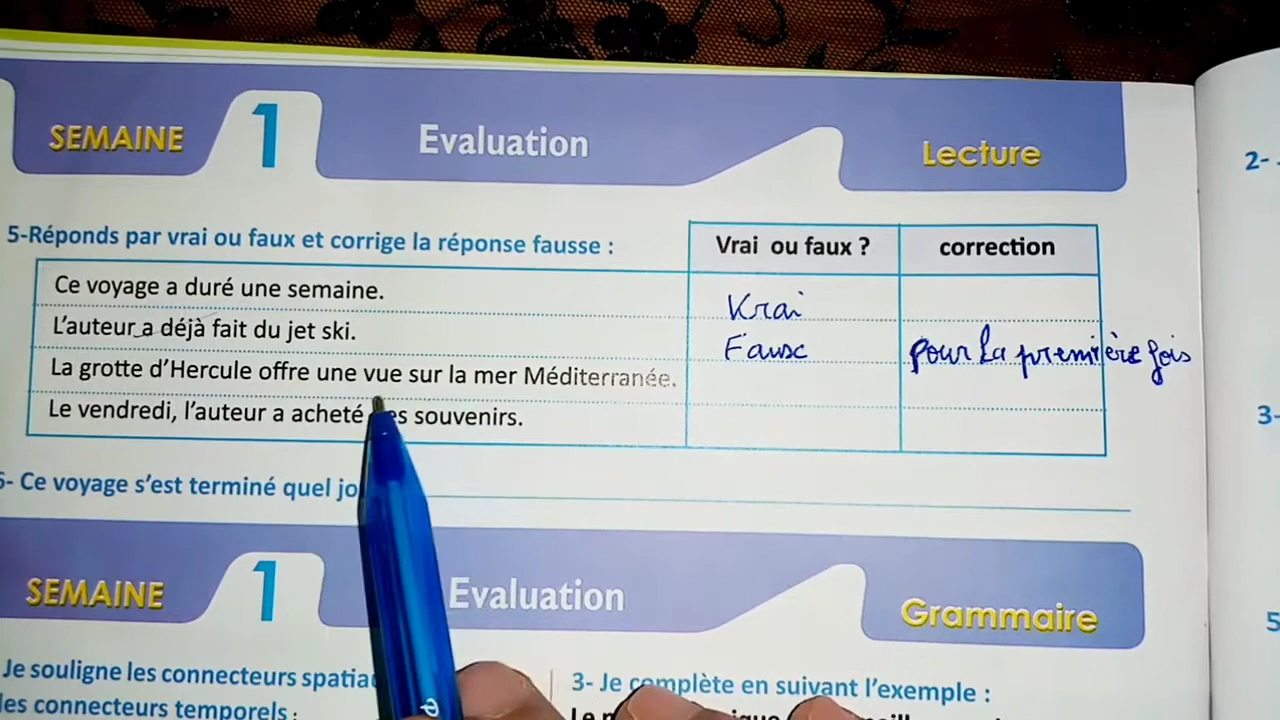 SEMAINE 1 Evaluation Lecture
2-
5-Réponds par vrai ou faux et corrige la réponse fausse :
Vrai ou faux ? correction
Ce voyage a duré une semaine. Vrai
L'auteur a déjà fait du jet ski. Faux pour la première fois
La grotte d'Hercule offre une vue sur la mer Méditerranée.
Le vendredi, l'auteur a acheté souvenirs.
3-
6- Ce voyage s'est terminé quel
SEMAINE 1 Evaluation Grammaire
5
Je souligne les connecteurs
les connecteurs temporels :
3- Je complète en suivant l'exemple :